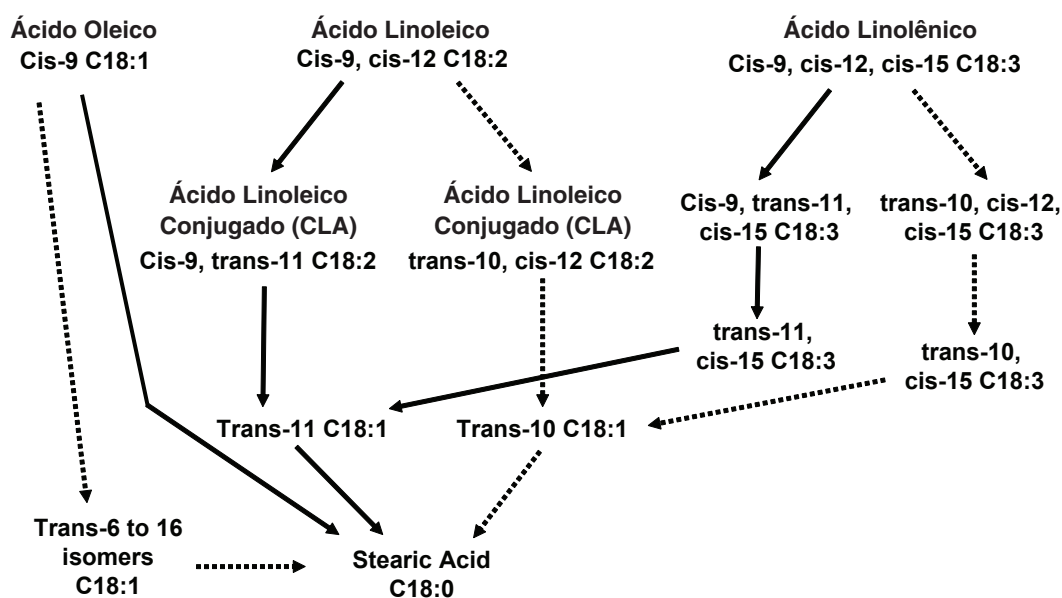 Ácido Oleico
Cis-9 C18:1
Ácido Linoleico
Cis-9, cis-12 C18:2
Ácido Linolênico
Cis-9, cis-12, cis-15 C18:3
Ácido Linoleico
Conjugado (CLA)
Cis-9, trans-11 C18:2
Ácido Linoleico
Conjugado (CLA)
trans-10, cis-12 C18:2
Cis-9, trans-11,
cis-15 C18:3
trans-10, cis-12,
cis-15 C18:3
trans-11,
cis-15 C18:3
trans-10,
cis-15 C18:3
Trans-11 C18:1
Trans-10 C18:1
Trans-6 to 16
isomers
C18:1
Stearic Acid
C18:0